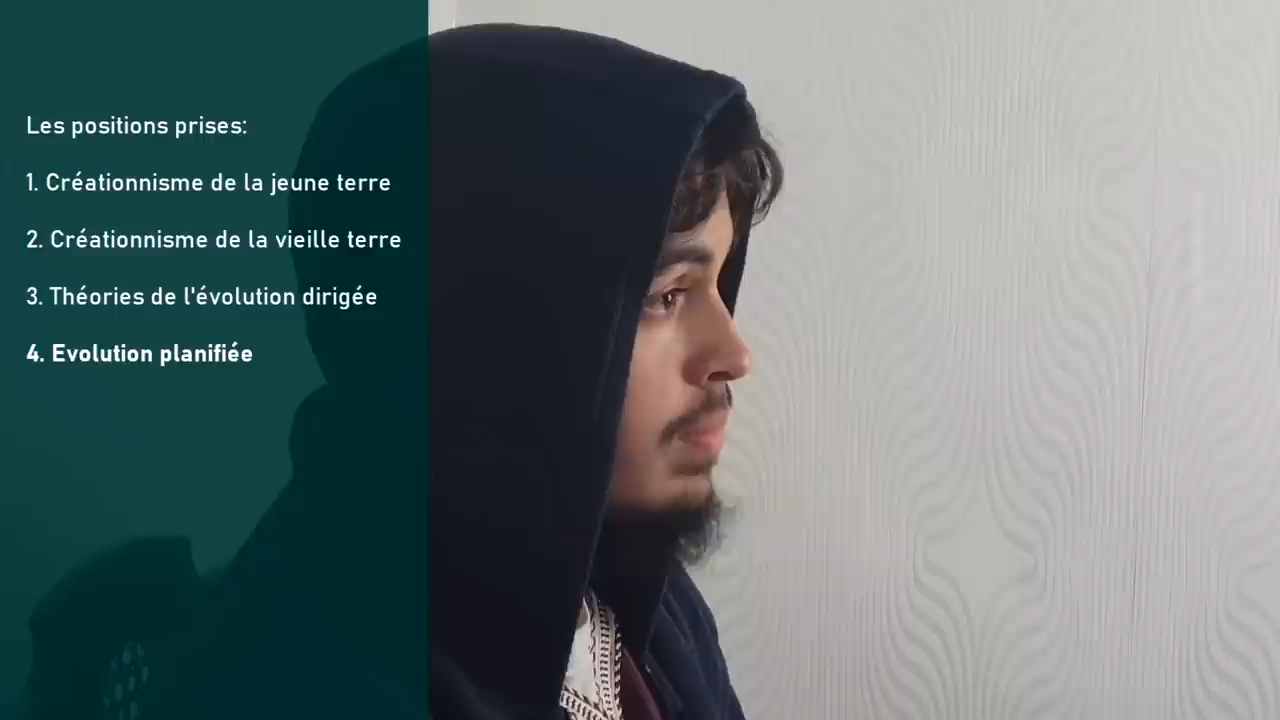 Les positions prises:
1. Créationnisme de la jeune terre
2. Créationnisme de la vieille terre
3. Théories de l'évolution dirigée
4. Evolution planifiée